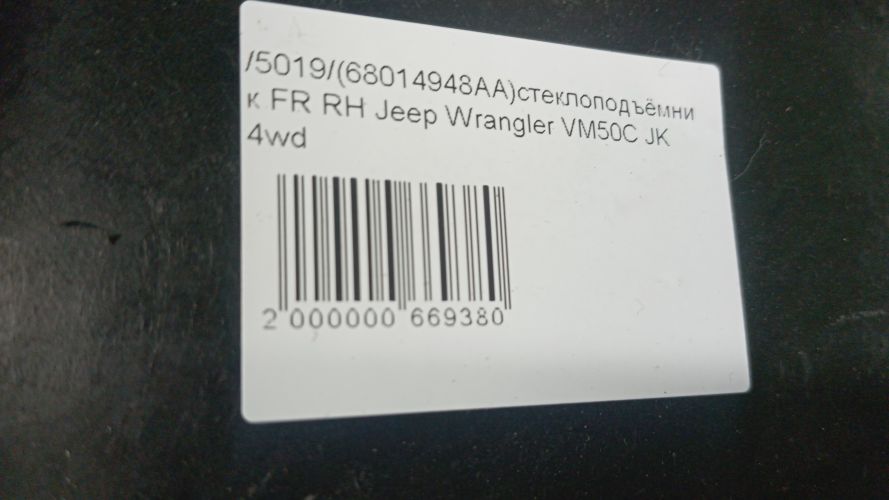 /5019/(68014948AA)стеклоподъёмни
к FR RH Jeep Wrangler VM50C JK
4wd
2 000000 669380